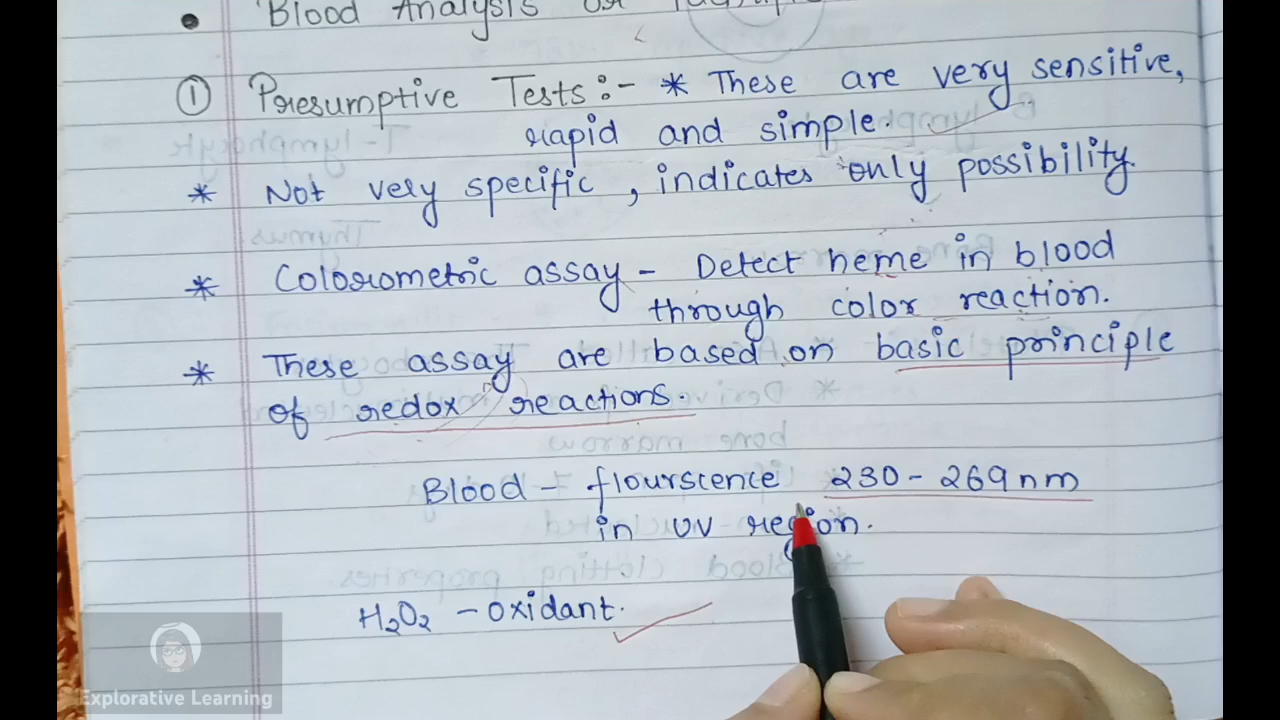 Blood Analysis or
① Presumptive Tests:- * These are very sensitive,
rapid and simple.
* Not very specific, indicates only possibility.
* Colorometric assay - Detect heme in blood
through color reaction.
* These assay are based on basic principle
of redox reactions.
Blood - flourscence 230 - 269nm
in UV region.
H₂O₂ - oxidant.
Explorative Learning